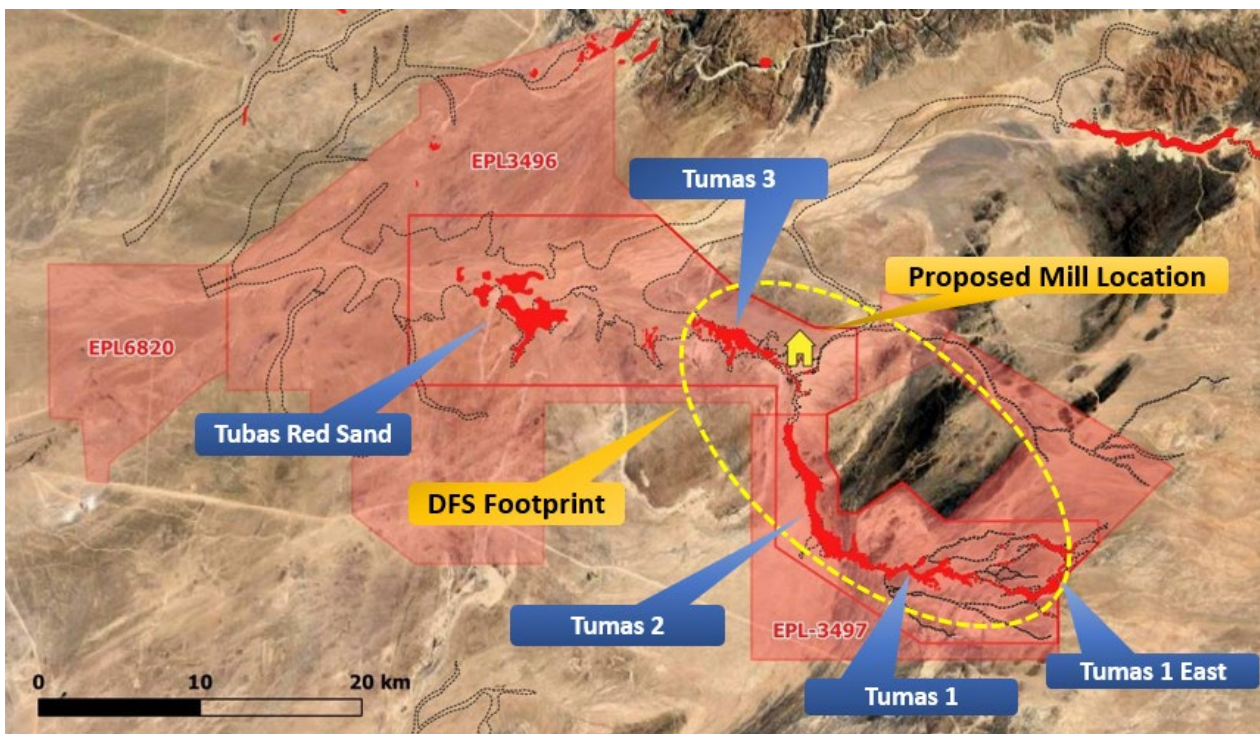 EPL3496
Tumas 3
Proposed Mill Location
EPL6820
Tubas Red Sand
DFS Footprint
Tumas 2
EPL-3497
Tumas 1 East
Tumas 1
0 10 20 km